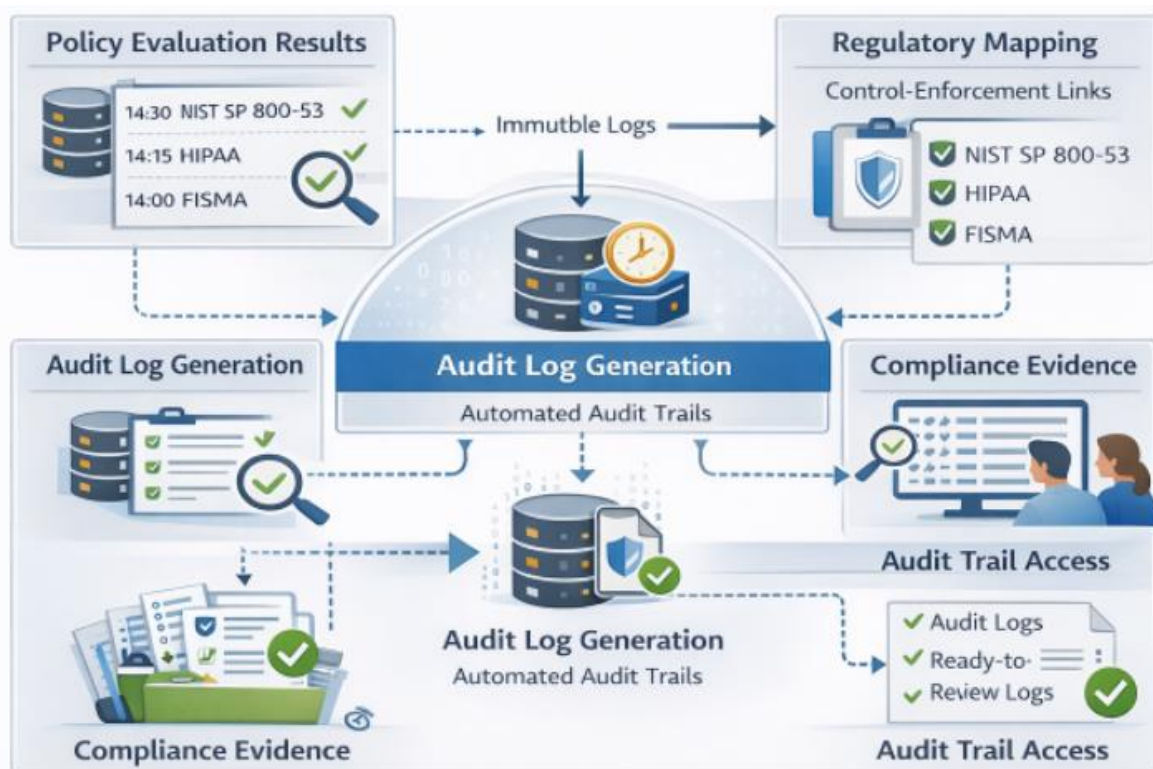 Policy Evaluation Results
14:30 NIST SP 800-53
14:15 HIPAA
14:00 FISMA
Immutble Logs
Regulatory Mapping
Control-Enforcement Links
NIST SP 800-53
HIPAA
FISMA
Audit Log Generation
Audit Log Generation
Automated Audit Trails
Compliance Evidence
Audit Trail Access
Audit Log Generation
Automated Audit Trails
Compliance Evidence
Audit Logs
Ready-to-
Review Logs
Audit Trail Access